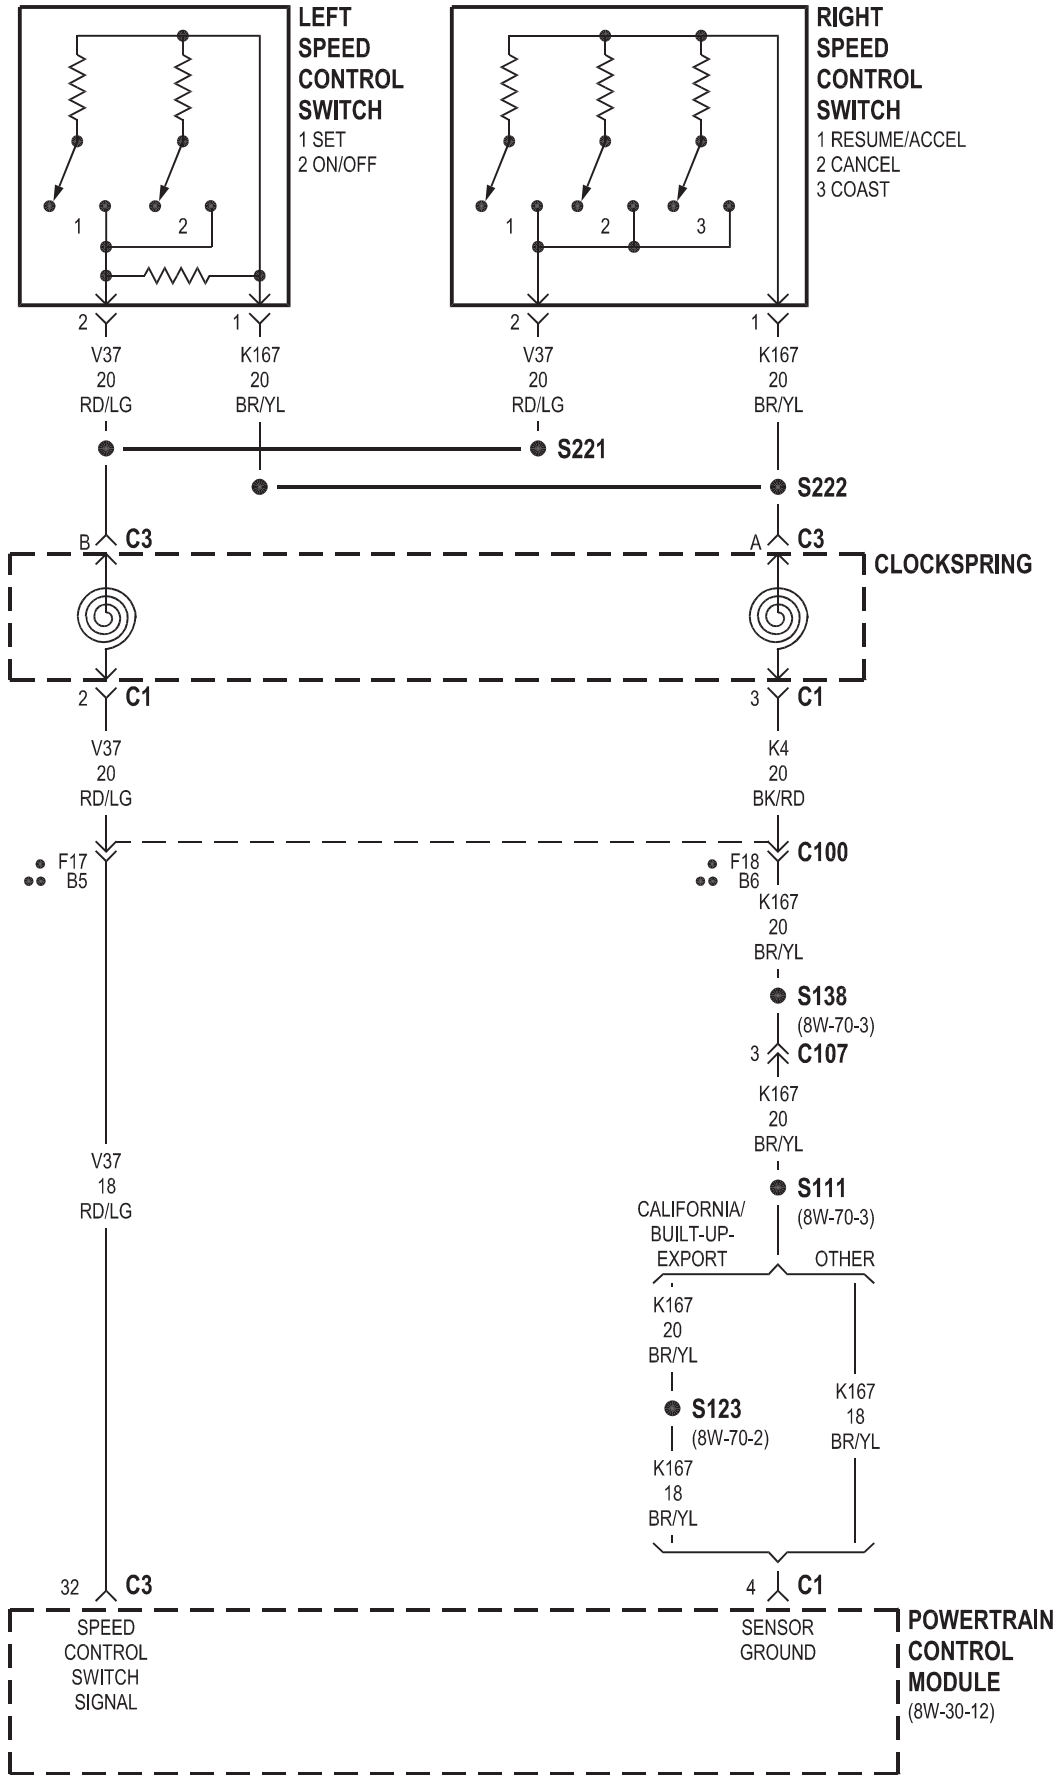 LEFT
SPEED
CONTROL
SWITCH
1 SET
2 ON/OFF
RIGHT
SPEED
CONTROL
SWITCH
1 RESUME/ACCEL
2 CANCEL
3 COAST
1
2
1
2
3
2
1
2
1
V37
20
RD/LG
K167
20
BR/YL
V37
20
RD/LG
K167
20
BR/YL
S221
S222
B
C3
A
C3
CLOCKSPRING
2
C1
3
C1
V37
20
RD/LG
K4
20
BK/RD
F17
B5
F18
B6
C100
K167
20
BR/YL
S138
(8W-70-3)
3
C107
K167
20
BR/YL
V37
18
RD/LG
S111
(8W-70-3)
CALIFORNIA/
BUILT-UP-
EXPORT
OTHER
K167
20
BR/YL
S123
(8W-70-2)
K167
18
BR/YL
K167
18
BR/YL
32
C3
4
C1
SPEED
CONTROL
SWITCH
SIGNAL
SENSOR
GROUND
POWERTRAIN
CONTROL
MODULE
(8W-30-12)